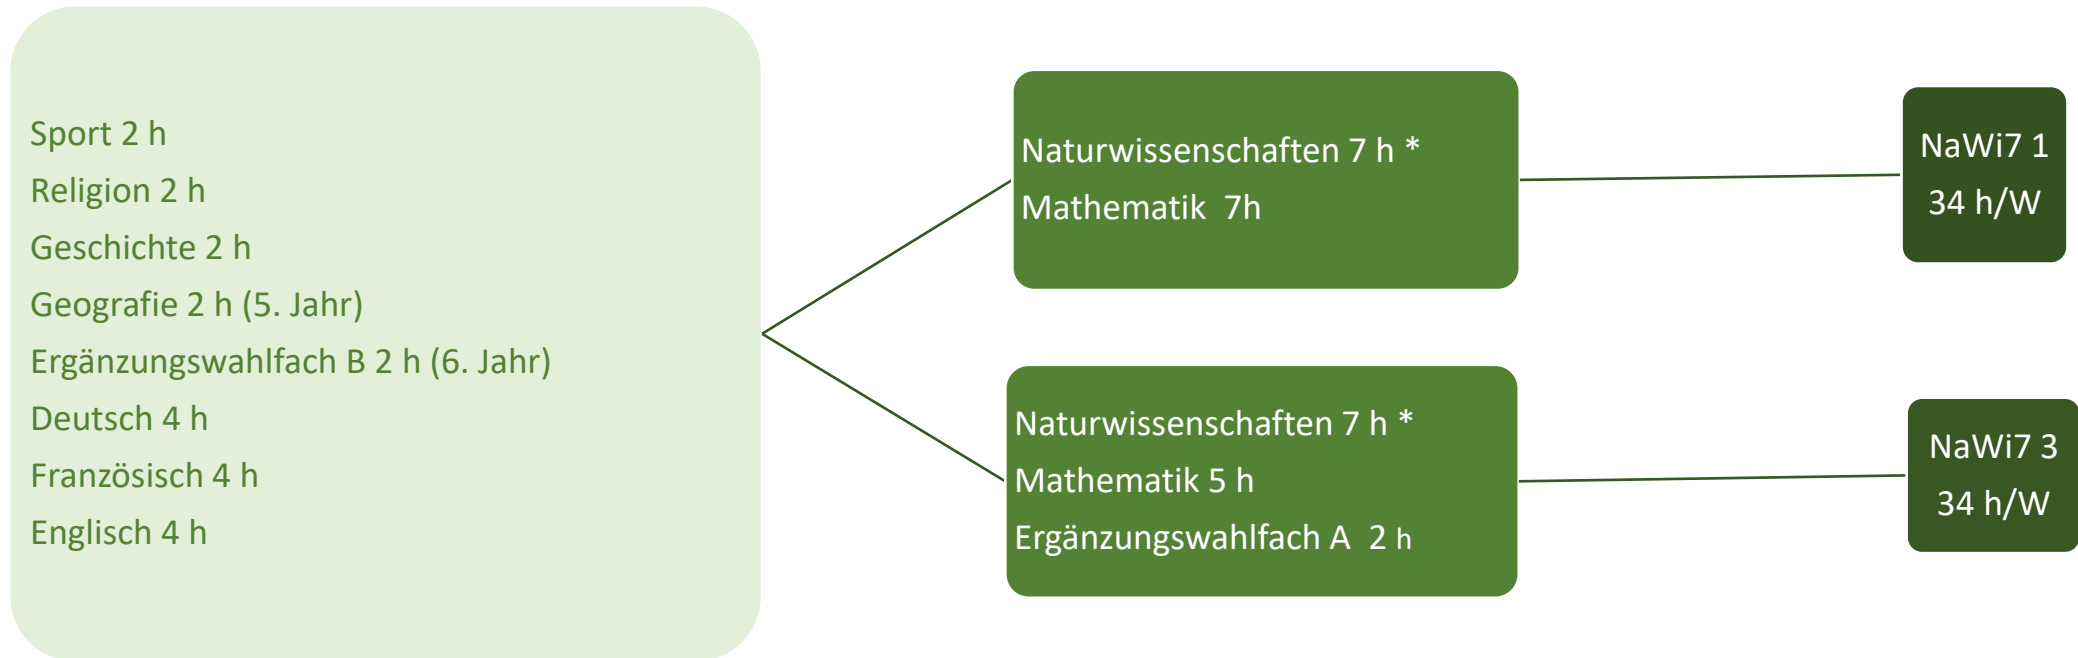 Sport 2 h
Religion 2 h
Geschichte 2 h
Geografie 2 h (5. Jahr)
Ergänzungswahlfach B 2 h (6. Jahr)
Deutsch 4 h
Französisch 4 h
Englisch 4 h
Naturwissenschaften 7 h *
Mathematik  7h
NaWi7 1
34 h/W
Naturwissenschaften 7 h *
Mathematik 5 h
Ergänzungswahlfach A  2 h
NaWi7 3
34 h/W